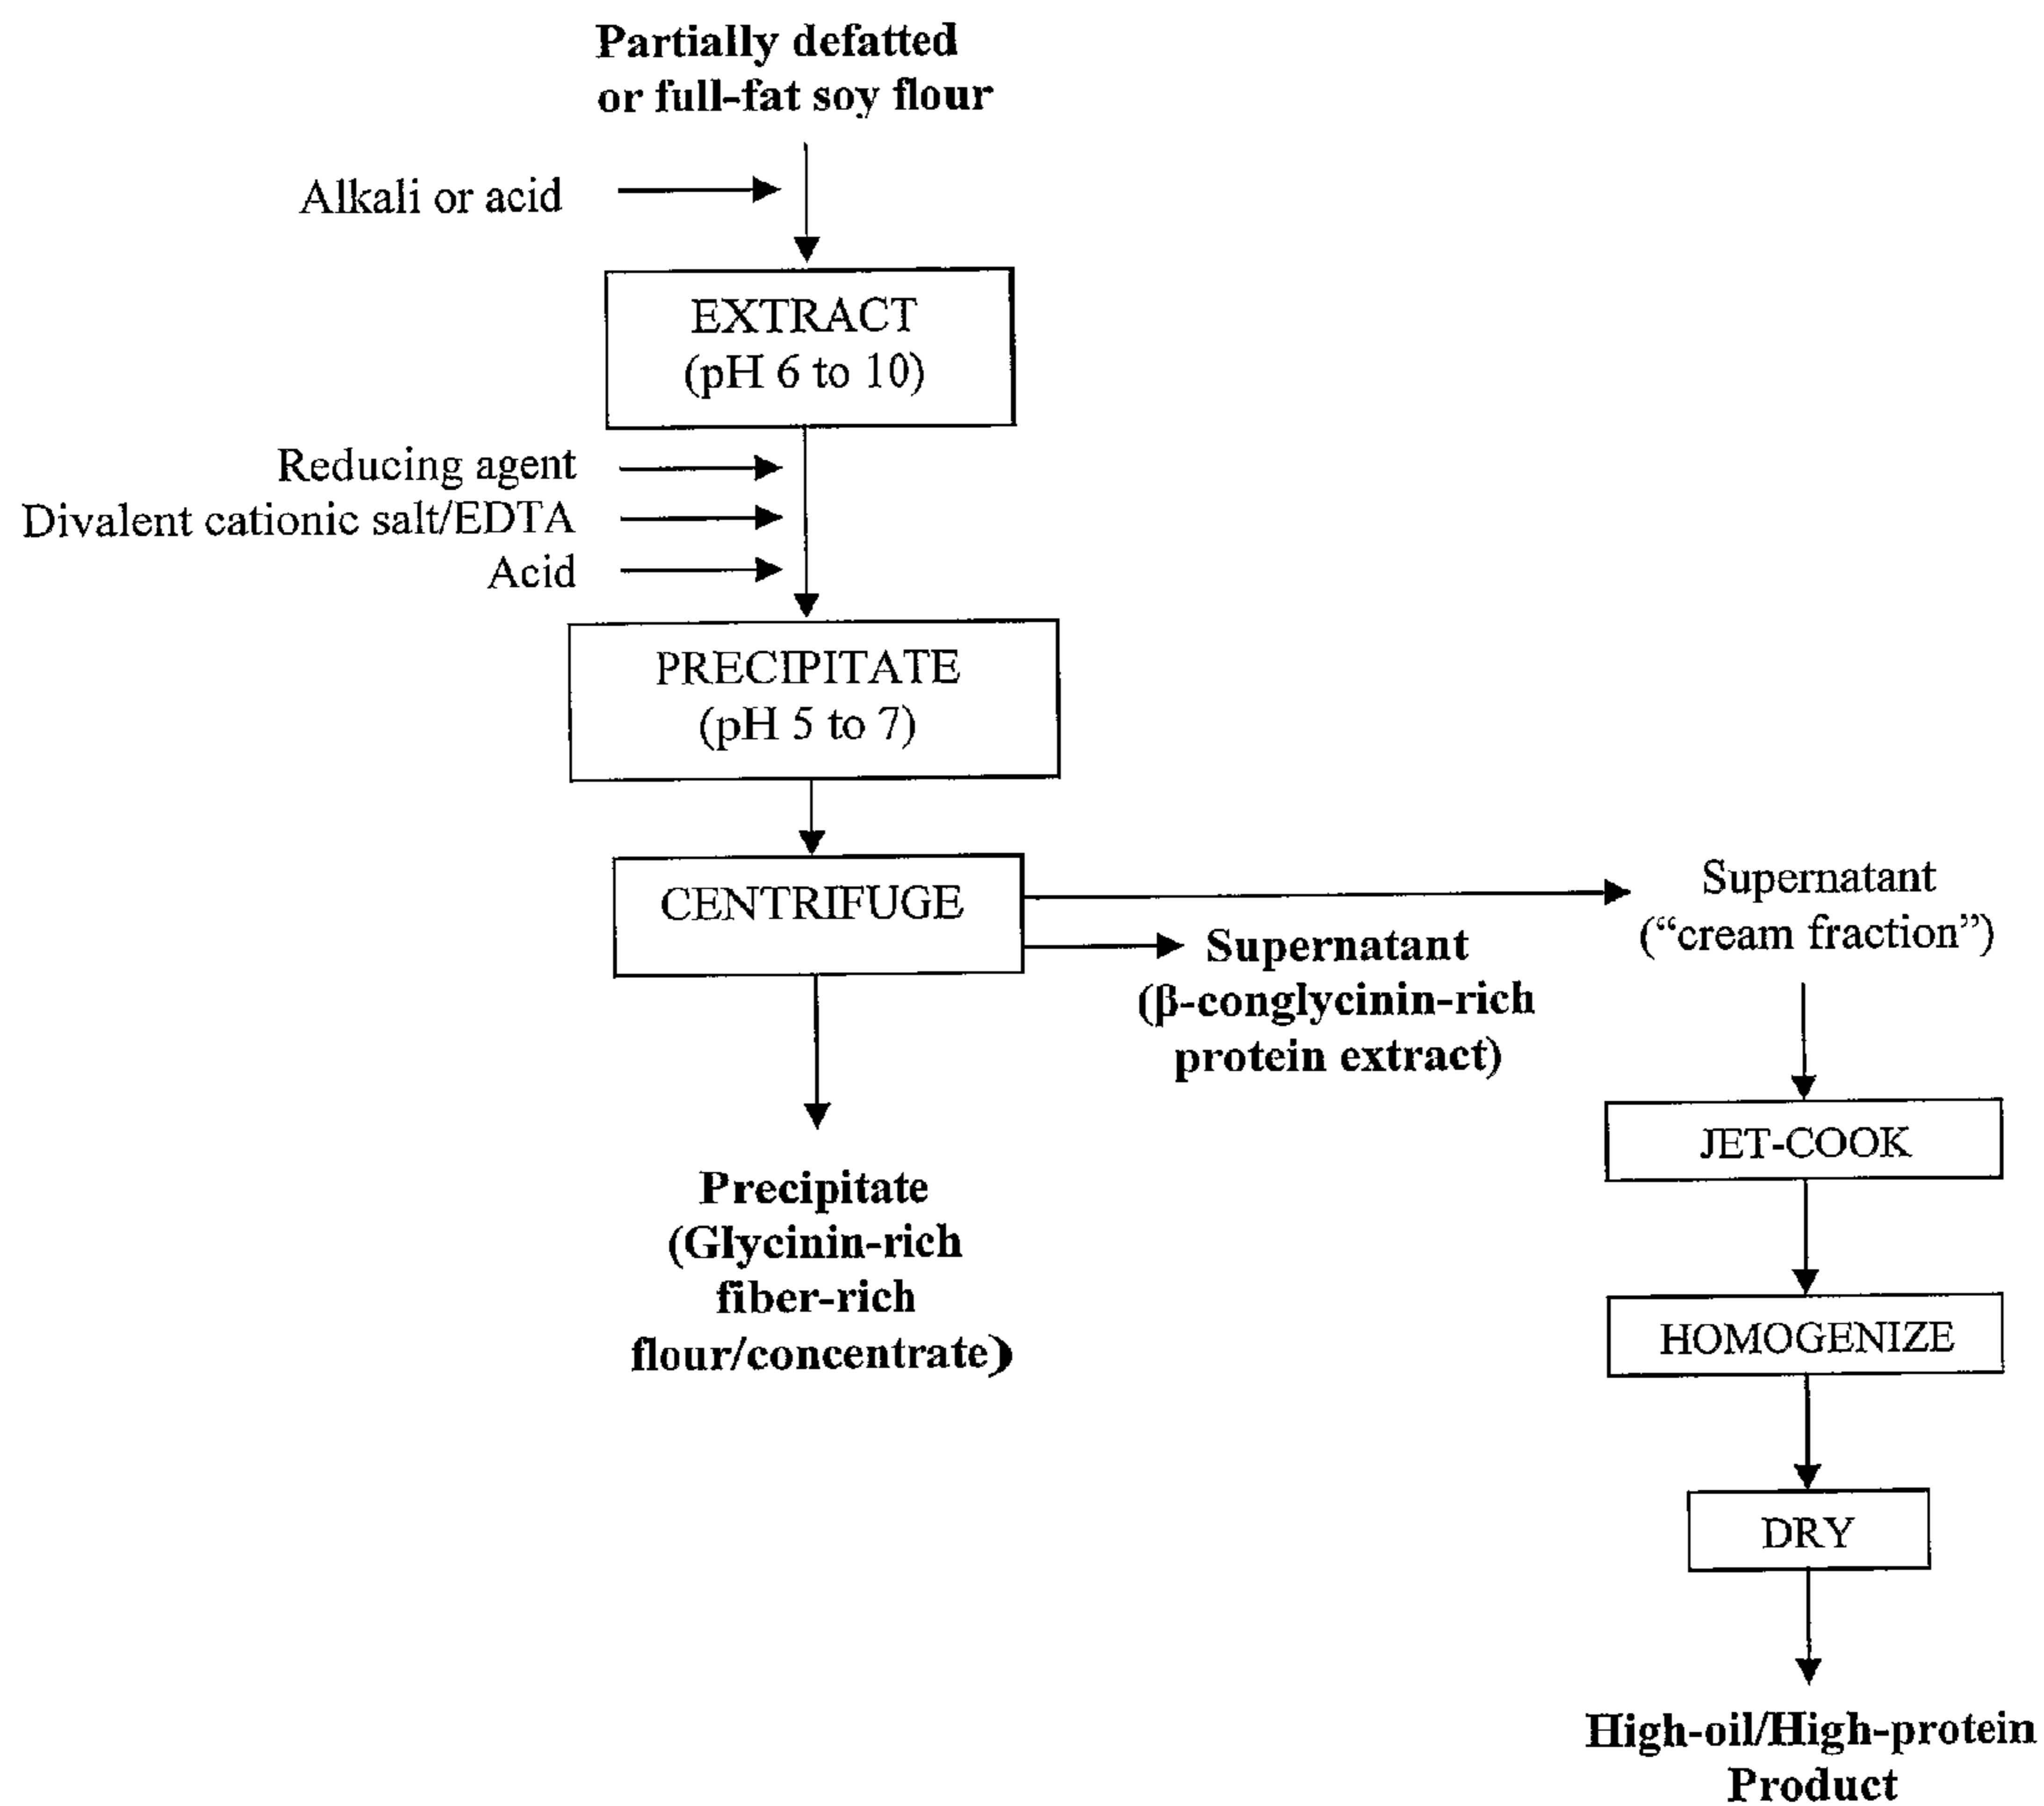 Partially defatted
or full-fat soy flour
Alkali or acid
EXTRACT
(pH 6 to 10)
Reducing agent
Divalent cationic salt/EDTA
Acid
PRECIPITATE
(pH 5 to 7)
CENTRIFUGE
Supernatant
(“cream fraction”)
Supernatant
(β-conglycinin-rich
protein extract)
Precipitate
(Glycinin-rich
fiber-rich
flour/concentrate)
JET-COOK
HOMOGENIZE
DRY
High-oil/High-protein
Product